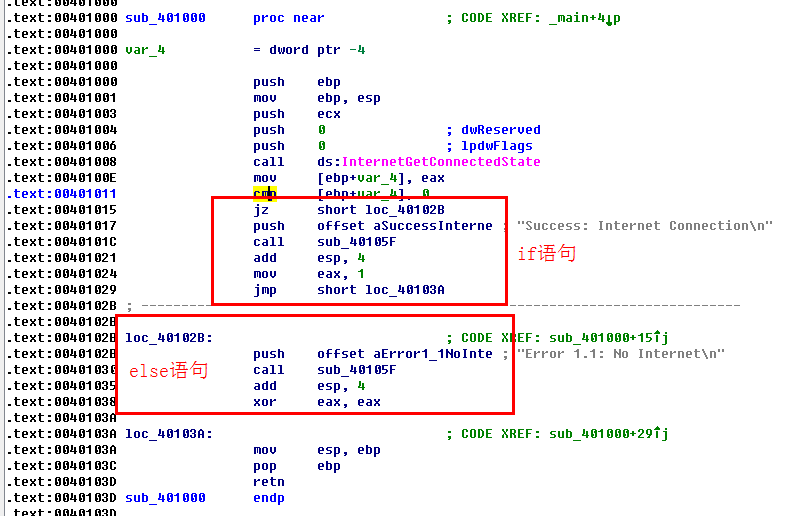 .text:00401000
.text:00401000 sub_401000 proc near ; CODE XREF: _main+4↓p
.text:00401000
.text:00401000 var_4 = dword ptr -4
.text:00401000
.text:00401000 push ebp
.text:00401001 mov ebp, esp
.text:00401003 push ecx
.text:00401004 push 0 ; dwReserved
.text:00401006 push 0 ; lpdwFlags
.text:00401008 call ds:InternetGetConnectedState
.text:0040100E mov [ebp+var_4], eax
.text:00401011 cmp [ebp+var_4], 0
.text:00401015 jz short loc_40102B
.text:00401017 push offset aSuccessInterne ; "Success: Internet Connection\n"
.text:0040101C call sub_40105F
if语句
.text:00401021 add esp, 4
.text:00401024 mov eax, 1
.text:00401029 jmp short loc_40103A
.text:0040102B ; ---------------------------------------------------------------------------
.text:0040102B
.text:0040102B loc_40102B: ; CODE XREF: sub_401000+15↑j
.text:0040102B push offset aError1_1NoInte ; "Error 1.1: No Internet\n"
.text:00401030 call sub_40105F
else语句
.text:00401035 add esp, 4
.text:00401038 xor eax, eax
.text:0040103A
.text:0040103A loc_40103A: ; CODE XREF: sub_401000+29↑j
.text:0040103A mov esp, ebp
.text:0040103C pop ebp
.text:0040103D retn
.text:0040103D sub_401000 endp
.text:0040103D